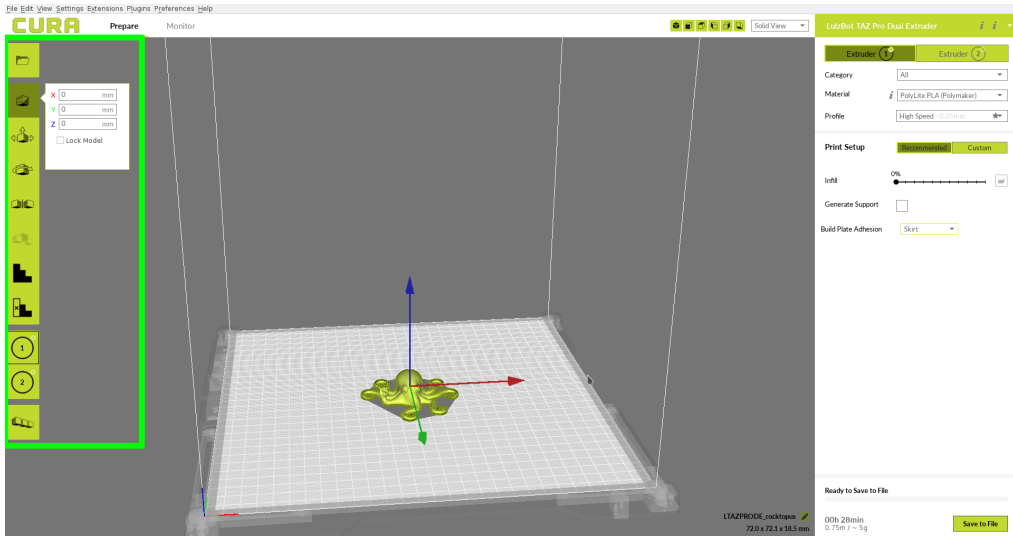 File Edit View Settings Extensions Plugins Preferences Help
CURA Prepare Monitor Solid View LulzBot TAZ Pro Dual Extruder i i
Extruder 1 Extruder 2
Category All
Material i PolyLite PLA (Polymaker)
Profile High Speed - 0.35mm
Print Setup Recommended Custom
0%
Infill
Generate Support
Build Plate Adhesion Skirt
X 0 mm
Y 0 mm
Z 0 mm
Lock Model
1
2
Ready to Save to File
LTAZPRODE_rocktopus
72.0 x 72.1 x 18.5 mm
00h 28min
0.75m / ~ 5g
Save to File